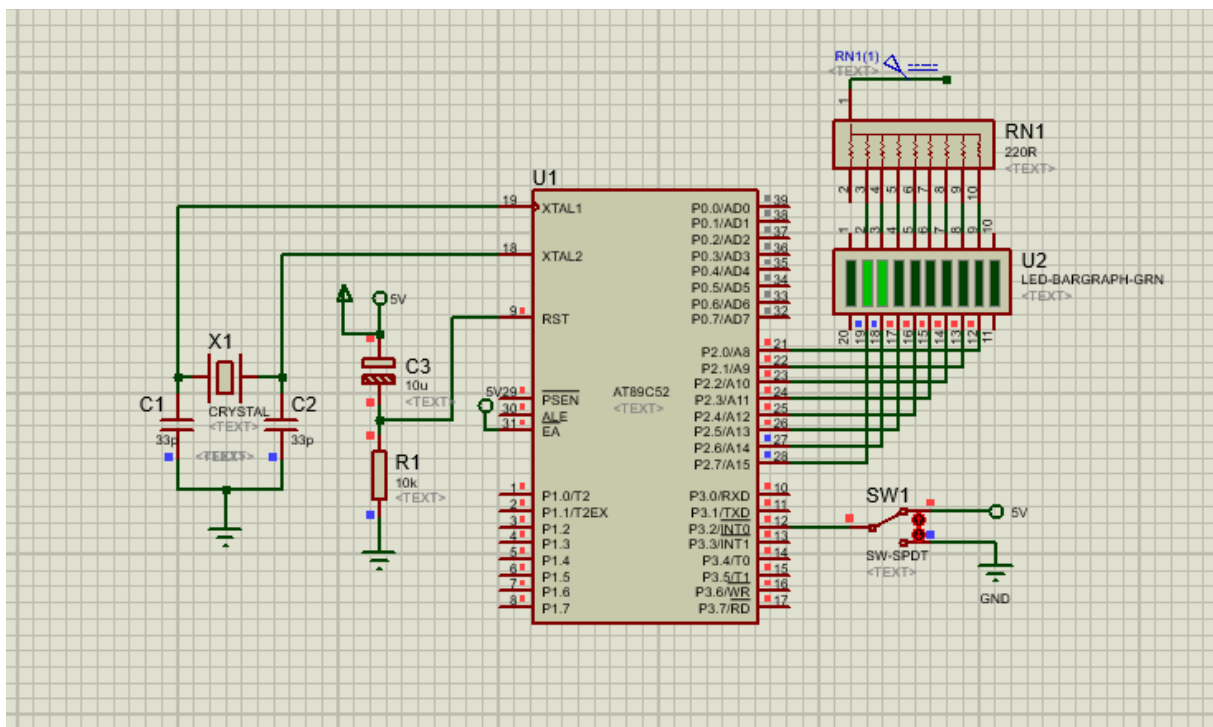 RN1(1)
<TEXT>
1
RN1
220R
<TEXT>
2 3 4 5 6 7 8 9 10
1 2 3 4 5 6 7 8 9 10
U2
LED-BARGRAPH-GRN
<TEXT>
20 19 18 17 16 15 14 13 12 11
U1
19 XTAL1
18 XTAL2
9 RST
29 PSEN
30 ALE
31 EA
1 P1.0/T2
2 P1.1/T2EX
3 P1.2
4 P1.3
5 P1.4
6 P1.5
7 P1.6
8 P1.7
AT89C52
<TEXT>
P0.0/AD0 39
P0.1/AD1 38
P0.2/AD2 37
P0.3/AD3 36
P0.4/AD4 35
P0.5/AD5 34
P0.6/AD6 33
P0.7/AD7 32
P2.0/A8 21
P2.1/A9 22
P2.2/A10 23
P2.3/A11 24
P2.4/A12 25
P2.5/A13 26
P2.6/A14 27
P2.7/A15 28
P3.0/RXD 10
P3.1/TXD 11
P3.2/INT0 12
P3.3/INT1 13
P3.4/T0 14
P3.5/T1 15
P3.6/WR 16
P3.7/RD 17
5V
X1
CRYSTAL
<TEXT>
C1
33p
<TEXT>
C2
33p
<TEXT>
C3
10u
<TEXT>
5V
R1
10k
<TEXT>
SW1
5V
SW-SPDT
<TEXT>
GND